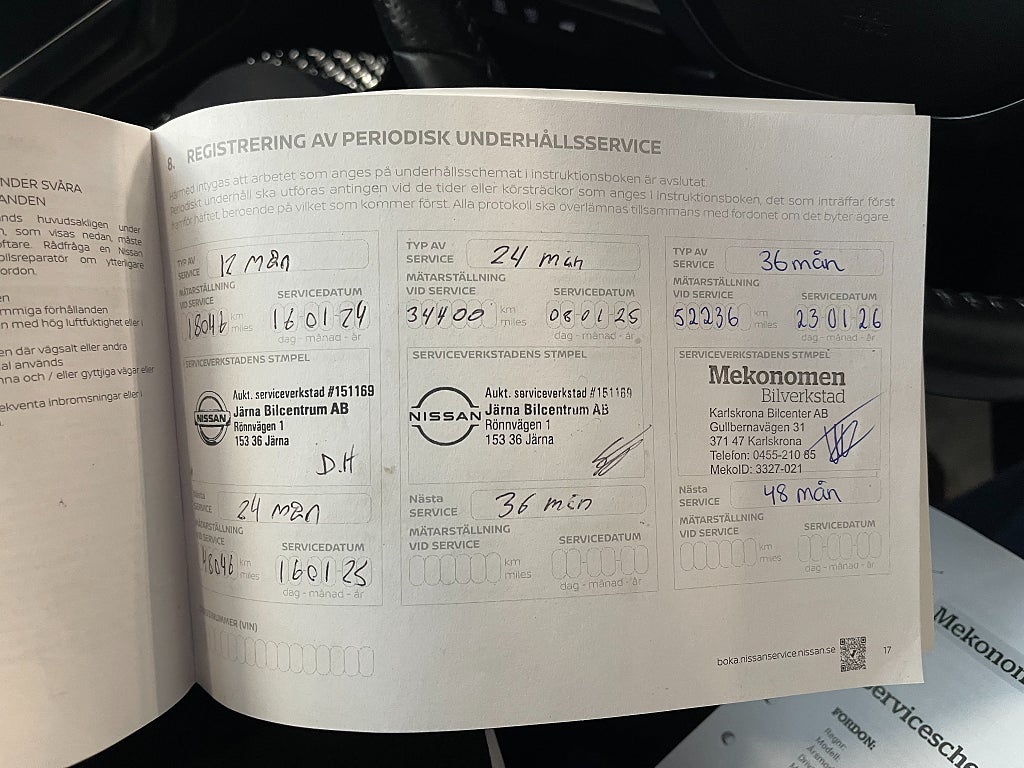 NDER SVÅRA
ANDEN
nds huvudsakligen under
n, som visas nedan, måste
oftare. Rådfråga en Nissan
ollsreparatör om ytterligare
ordon.
en
mmiga förhållanden
n med hög luftfuktighet eller i
en där vägsalt eller andra
al används
nna och / eller gyttjiga vägar eller
ekventa inbromsningar eller i
8. REGISTRERING AV PERIODISK UNDERHÅLLSSERVICE
Härmed intygas att arbetet som anges på underhållsschemat i instruktionsboken är avslutat.
Periodiskt underhåll ska utföras antingen vid de tider eller körsträckor som anges i instruktionsboken, det som inträffar först
framför häftet, beroende på vilket som kommer först. Alla protokoll ska överlämnas tillsammans med fordonet om det byter ägare.
TYP AV
SERVICE 12 mån
MÄTARSTÄLLNING
VID SERVICE SERVICEDATUM
18046 km
miles 16 01 24
dag - månad - år
SERVICEVERKSTADENS STMPEL
NISSAN
Aukt. serviceverkstad #151169
Järna Bilcentrum AB
Rönnvägen 1
153 36 Järna
D.H
Nästa
SERVICE 24 mån
MÄTARSTÄLLNING
VID SERVICE SERVICEDATUM
48046 km
miles 16 01 25
dag - månad - år
(VIN)
TYP AV
SERVICE 24 mån
MÄTARSTÄLLNING
VID SERVICE SERVICEDATUM
34400 km
miles 08 01 25
dag - månad - år
SERVICEVERKSTADENS STMPEL
NISSAN
Aukt. serviceverkstad #151169
Järna Bilcentrum AB
Rönnvägen 1
153 36 Järna
Nästa
SERVICE 36 mån
MÄTARSTÄLLNING
VID SERVICE SERVICEDATUM
km
miles
dag - månad - år
TYP AV
SERVICE 36 mån
MÄTARSTÄLLNING
VID SERVICE SERVICEDATUM
52236 km
miles 23 01 26
dag - månad - år
SERVICEVERKSTADENS STMPEL
Mekonomen
Bilverkstad
Karlskrona Bilcenter AB
Gullbernavägen 31
371 47 Karlskrona
Telefon: 0455-210 65
MekoID: 3327-021
Nästa
SERVICE 48 mån
MÄTARSTÄLLNING
VID SERVICE SERVICEDATUM
km
miles
dag - månad - år
boka.nissanservice.nissan.se 17
Mekonom
servicesche
FORDON:
Regnr:
Modell: